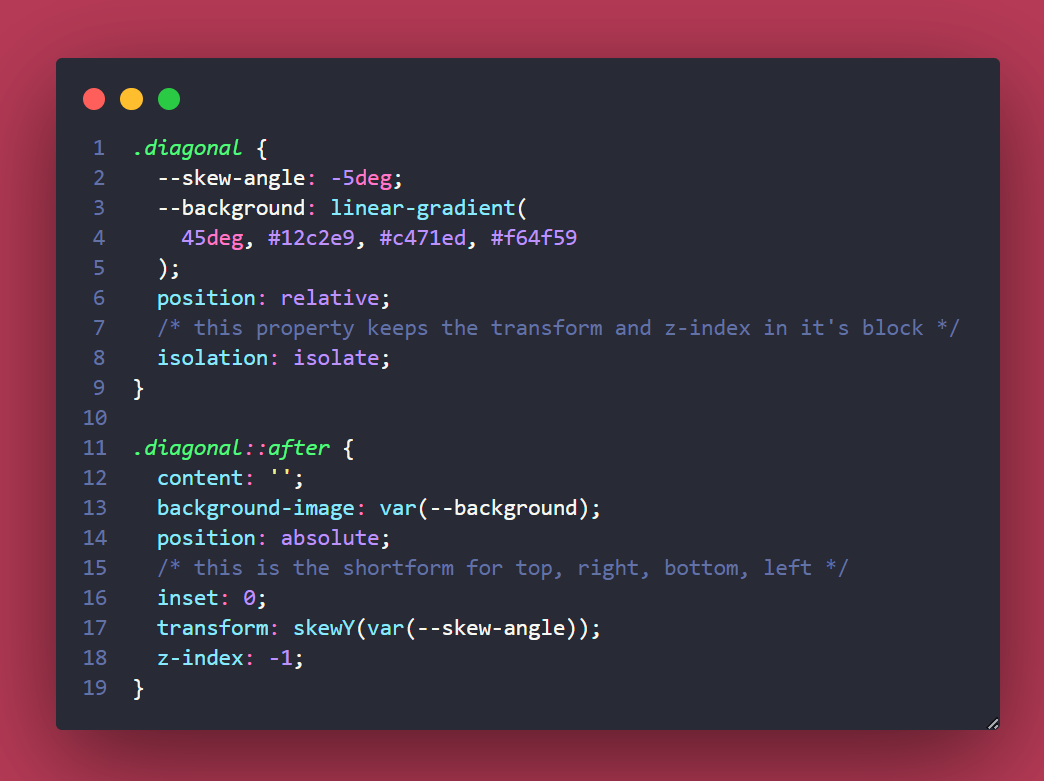 1 .diagonal {
2 --skew-angle: -5deg;
3 --background: linear-gradient(
4 45deg, #12c2e9, #c471ed, #f64f59
5 );
6 position: relative;
7 /* this property keeps the transform and z-index in it's block */
8 isolation: isolate;
9 }
10
11 .diagonal::after {
12 content: '';
13 background-image: var(--background);
14 position: absolute;
15 /* this is the shortform for top, right, bottom, left */
16 inset: 0;
17 transform: skewY(var(--skew-angle));
18 z-index: -1;
19 }